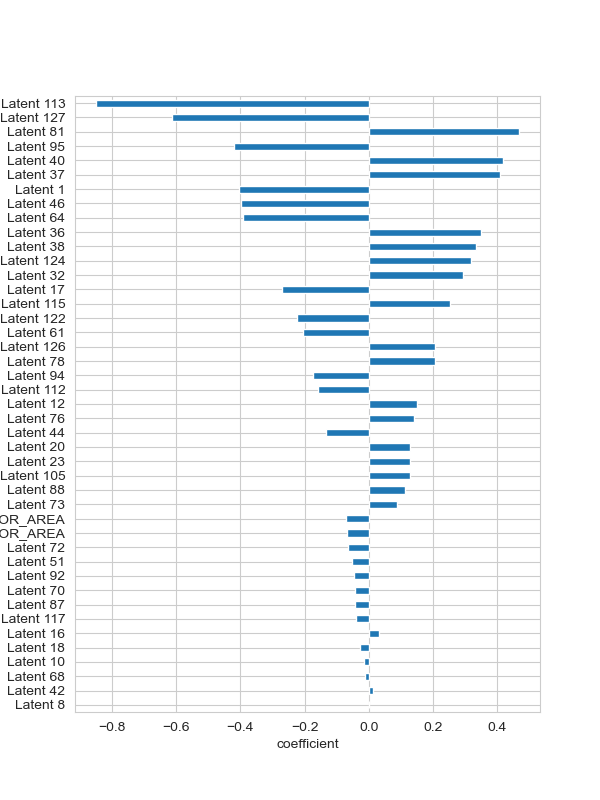 Latent 113
Latent 127
Latent 81
Latent 95
Latent 40
Latent 37
Latent 1
Latent 46
Latent 64
Latent 36
Latent 38
Latent 124
Latent 32
Latent 17
Latent 115
Latent 122
Latent 61
Latent 126
Latent 78
Latent 94
Latent 112
Latent 12
Latent 76
Latent 44
Latent 20
Latent 23
Latent 105
Latent 88
Latent 73
OR_AREA
OR_AREA
Latent 72
Latent 51
Latent 92
Latent 70
Latent 87
Latent 117
Latent 16
Latent 18
Latent 10
Latent 68
Latent 42
Latent 8
−0.8 −0.6 −0.4 −0.2 0.0 0.2 0.4
coefficient